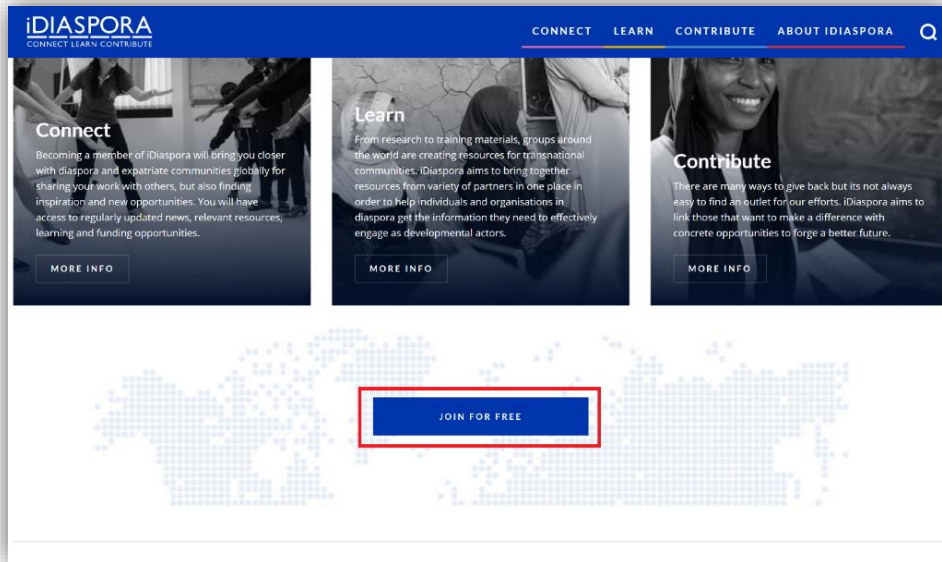 iDIASPORA
CONNECT LEARN CONTRIBUTE
CONNECT LEARN CONTRIBUTE ABOUT IDIASPORA
Connect
Becoming a member of iDiaspora will bring you closer
with diaspora and expatriate communities globally for
sharing your work with others, but also finding
inspiration and new opportunities. You will have
access to regularly updated news, relevant resources,
learning and funding opportunities.
MORE INFO
Learn
From research to training materials, groups around
the world are creating resources for transnational
communities. iDiaspora aims to bring together
resources from variety of partners in one place in
order to help individuals and organisations in
diaspora get the information they need to effectively
engage as developmental actors.
MORE INFO
Contribute
There are many ways to give back but its not always
easy to find an outlet for our efforts. iDiaspora aims to
link those that want to make a difference with
concrete opportunities to forge a better future.
MORE INFO
JOIN FOR FREE